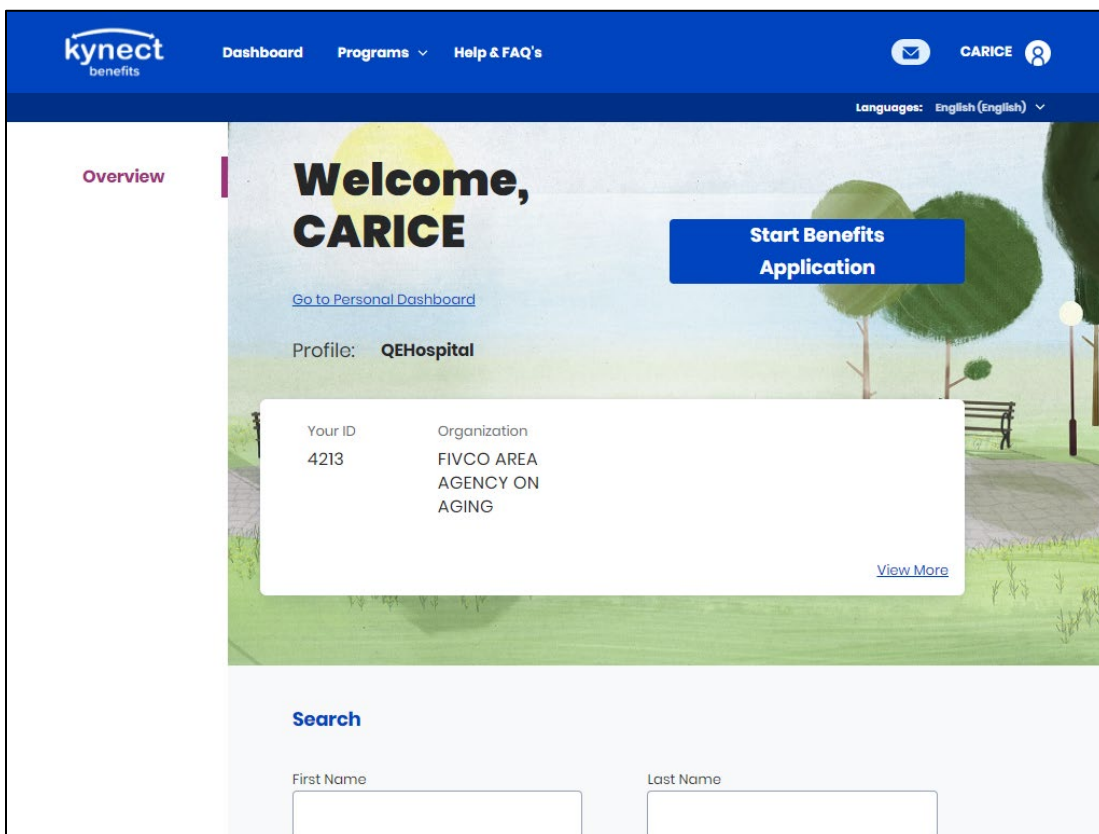 kynect
benefits
Dashboard Programs Help & FAQ's
CARICE
Languages: English (English)
Overview
Welcome,
CARICE
Start Benefits
Application
Go to Personal Dashboard
Profile: QEHospital
Your ID Organization
4213 FIVCO AREA
AGENCY ON
AGING
View More
Search
First Name Last Name